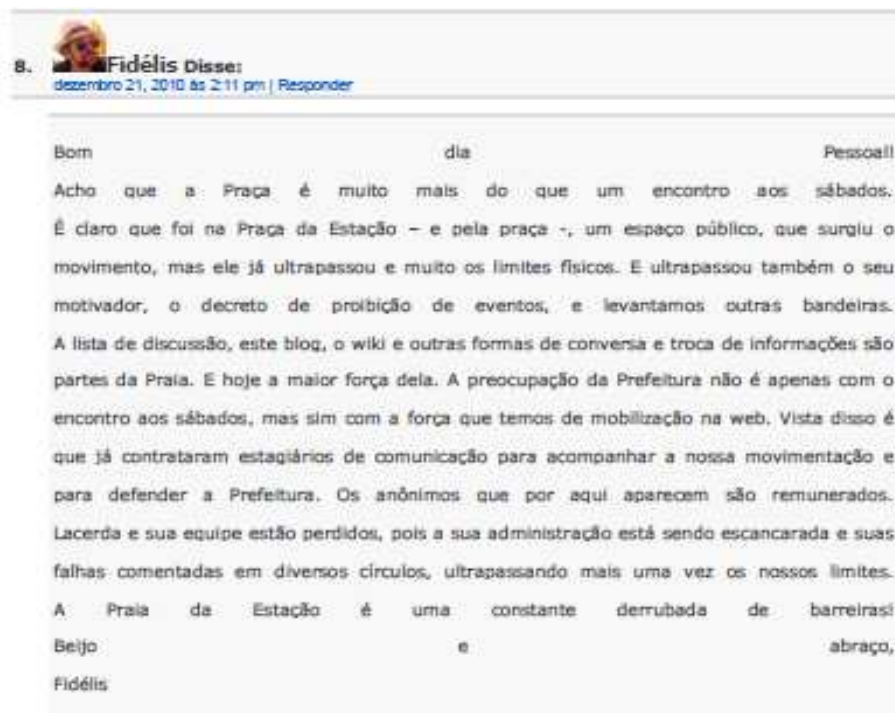 8. Fidélis Disse:
dezembro 21, 2010 às 2:11 pm | Responder
Bom dia Pessoal!
Acho que a Praça é muito mais do que um encontro aos sábados.
É claro que foi na Praça da Estação – e pela praça -, um espaço público, que surgiu o
movimento, mas ele já ultrapassou e muito os limites físicos. E ultrapassou também o seu
motivador, o decreto de proibição de eventos, e levantamos outras bandeiras.
A lista de discussão, este blog, o wiki e outras formas de conversa e troca de informações são
partes da Praia. E hoje a maior força dela. A preocupação da Prefeitura não é apenas com o
encontro aos sábados, mas sim com a força que temos de mobilização na web. Vista disso é
que já contrataram estagiários de comunicação para acompanhar a nossa movimentação e
para defender a Prefeitura. Os anônimos que por aqui aparecem são remunerados.
Lacerda e sua equipe estão perdidos, pois a sua administração está sendo escancarada e suas
falhas comentadas em diversos círculos, ultrapassando mais uma vez os nossos limites.
A Praia da Estação é uma constante derrubada de barreiras!
Beijo e abraço,
Fidélis